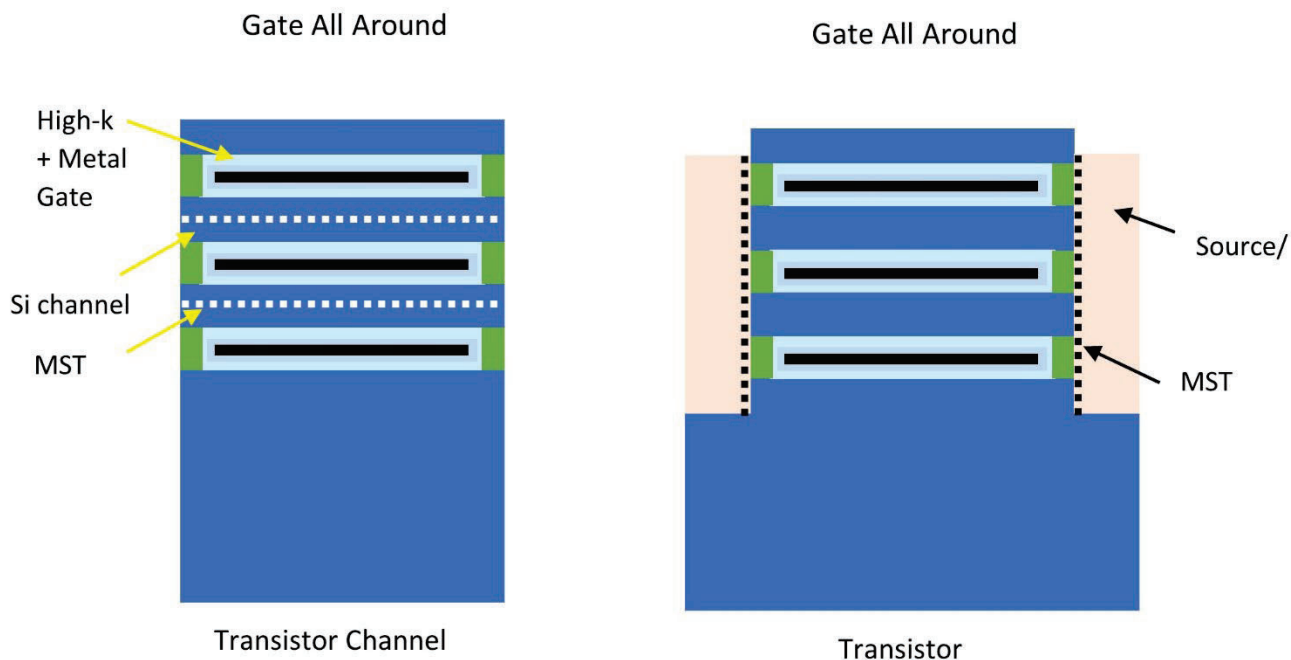 Gate All Around
High-k
+ Metal
Gate
Si channel
MST
Transistor Channel
Gate All Around
Source/
MST
Transistor